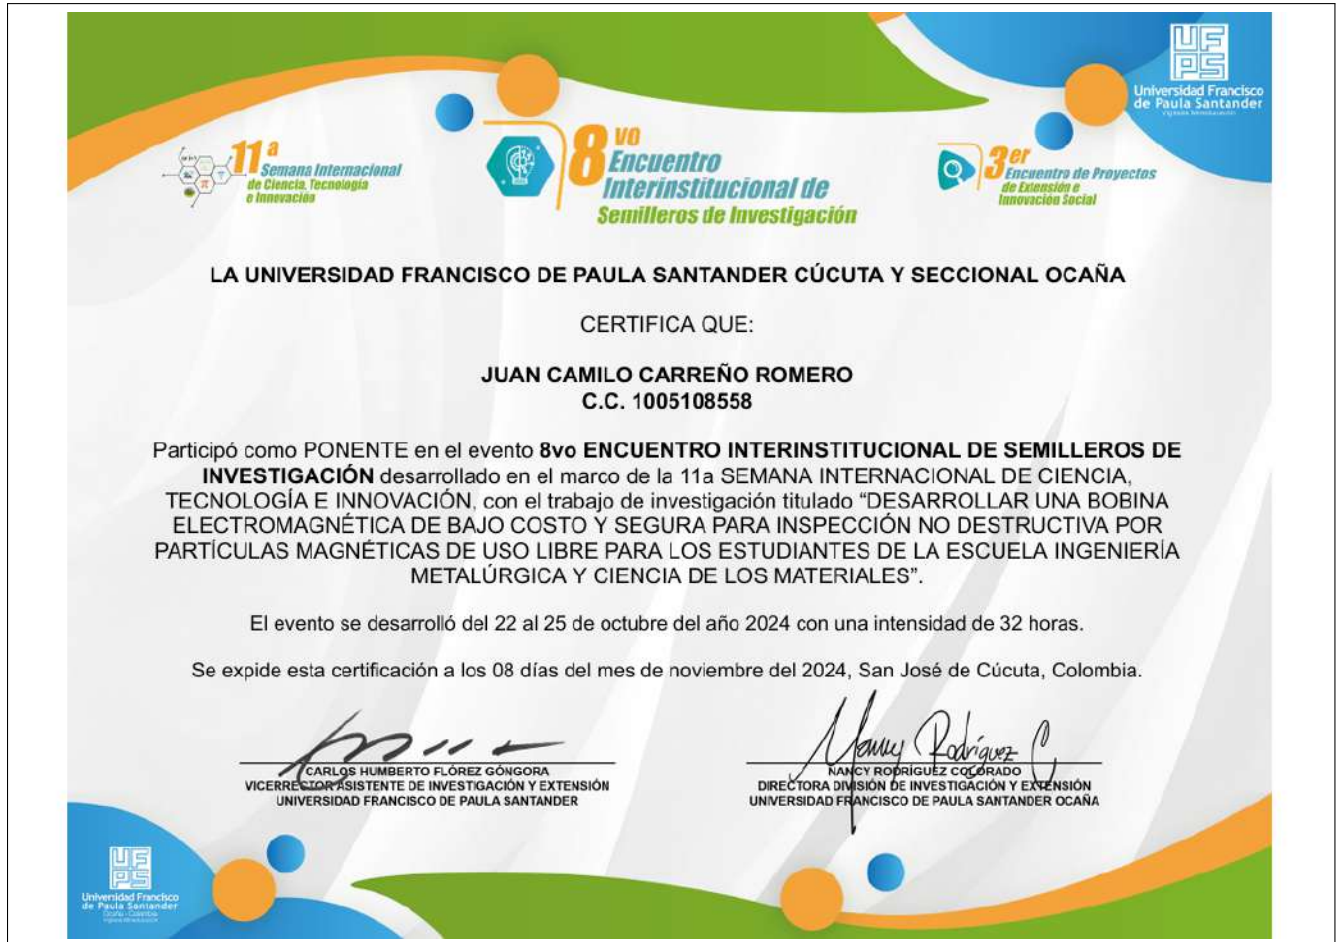 UFPS
Universidad Francisco
de Paula Santander
11ª
Semana Internacional
de Ciencia, Tecnología
e Innovación
8VO
Encuentro
Interinstitucional de
Semilleros de Investigación
3er
Encuentro de Proyectos
de Extensión e
Innovación Social
LA UNIVERSIDAD FRANCISCO DE PAULA SANTANDER CÚCUTA Y SECCIONAL OCAÑA
CERTIFICA QUE:
JUAN CAMILO CARREÑO ROMERO
C.C. 1005108558
Participó como PONENTE en el evento 8vo ENCUENTRO INTERINSTITUCIONAL DE SEMILLEROS DE
INVESTIGACIÓN desarrollado en el marco de la 11a SEMANA INTERNACIONAL DE CIENCIA,
TECNOLOGÍA E INNOVACIÓN, con el trabajo de investigación titulado “DESARROLLAR UNA BOBINA
ELECTROMAGNÉTICA DE BAJO COSTO Y SEGURA PARA INSPECCIÓN NO DESTRUCTIVA POR
PARTÍCULAS MAGNÉTICAS DE USO LIBRE PARA LOS ESTUDIANTES DE LA ESCUELA INGENIERÍA
METALÚRGICA Y CIENCIA DE LOS MATERIALES”.
El evento se desarrolló del 22 al 25 de octubre del año 2024 con una intensidad de 32 horas.
Se expide esta certificación a los 08 días del mes de noviembre del 2024, San José de Cúcuta, Colombia.
Nancy Rodríguez C
CARLOS HUMBERTO FLÓREZ GÓNGORA
VICERRECTOR ASISTENTE DE INVESTIGACIÓN Y EXTENSIÓN
UNIVERSIDAD FRANCISCO DE PAULA SANTANDER
NANCY RODRÍGUEZ COLORADO
DIRECTORA DIVISIÓN DE INVESTIGACIÓN Y EXTENSIÓN
UNIVERSIDAD FRANCISCO DE PAULA SANTANDER OCAÑA
UFPS
Universidad Francisco
de Paula Santander
Ocaña - Colombia